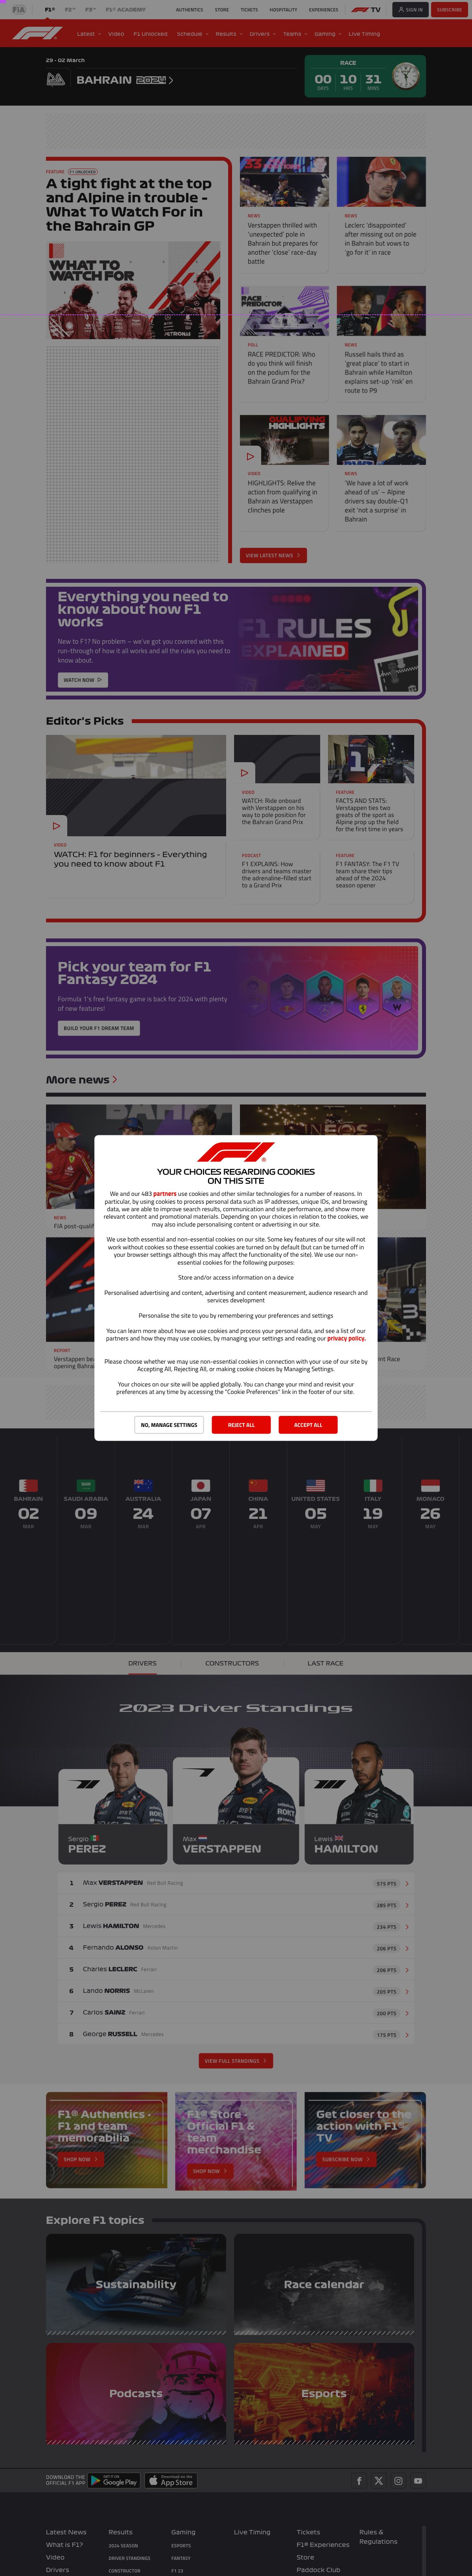 FIA
F1® F2™ F3™ F1® ACADEMY
AUTHENTICS STORE TICKETS HOSPITALITY EXPERIENCES
F1 TV
SIGN IN
SUBSCRIBE
F1
Latest Video F1 Unlocked Schedule Results Drivers Teams Gaming Live Timing
29 - 02 March
BAHRAIN 2024
RACE
00 10 31
DAYS HRS MINS
FEATURE F1 UNLOCKED
A tight fight at the top
and Alpine in trouble -
What To Watch For in
the Bahrain GP
WHAT TO
WATCH FOR
NEWS
Verstappen thrilled with
'unexpected' pole in
Bahrain but prepares for
another 'close' race-day
battle
NEWS
Leclerc 'disappointed'
after missing out on pole
in Bahrain but vows to
'go for it' in race
RACE
PREDICTOR
POLL
RACE PREDICTOR: Who
do you think will finish
on the podium for the
Bahrain Grand Prix?
NEWS
Russell hails third as
'great place' to start in
Bahrain while Hamilton
explains set-up 'risk' en
route to P9
QUALIFYING
HIGHLIGHTS
VIDEO
HIGHLIGHTS: Relive the
action from qualifying in
Bahrain as Verstappen
clinches pole
NEWS
'We have a lot of work
ahead of us' – Alpine
drivers say double-Q1
exit 'not a surprise' in
Bahrain
VIEW LATEST NEWS
Everything you need to
know about how F1
works
New to F1? No problem – we've got you covered with this
run-through of how it all works and all the rules you need to
know about.
WATCH NOW
F1 RULES
EXPLAINED
Editor's Picks
VIDEO
WATCH: F1 for beginners - Everything
you need to know about F1
VIDEO
WATCH: Ride onboard
with Verstappen on his
way to pole position for
the Bahrain Grand Prix
FEATURE
FACTS AND STATS:
Verstappen ties two
greats of the sport as
Alpine prop up the field
for the first time in years
PODCAST
F1 EXPLAINS: How
drivers and teams master
the adrenaline-filled start
to a Grand Prix
FEATURE
F1 FANTASY: The F1 TV
team share their tips
ahead of the 2024
season opener
Pick your team for F1
Fantasy 2024
Formula 1's free fantasy game is back for 2024 with plenty
of new features!
BUILD YOUR F1 DREAM TEAM
More news
NEWS
FIA post-qualif
INEOS
REPORT
Verstappen bea
opening Bahrain
nt Race
F1
YOUR CHOICES REGARDING COOKIES
ON THIS SITE
We and our 483 partners use cookies and other similar technologies for a number of reasons. In
particular, by using cookies to process personal data such as IP addresses, unique IDs, and browsing
data, we are able to improve search results, communication and site performance, and show more
relevant content and promotional materials. Depending on your choices in relation to the cookies, we
may also include personalising content or advertising in our site.
We use both essential and non-essential cookies on our site. Some key features of our site will not
work without cookies so these essential cookies are turned on by default (but can be turned off in
your browser settings although this may affect the functionality of the site). We use our non-
essential cookies for the following purposes:
Store and/or access information on a device
Personalised advertising and content, advertising and content measurement, audience research and
services development
Personalise the site to you by remembering your preferences and settings
You can learn more about how we use cookies and process your personal data, and see a list of our
partners and how they may use cookies, by managing your settings and reading our privacy policy.
Please choose whether we may use non-essential cookies in connection with your use of our site by
Accepting All, Rejecting All, or making cookie choices by Managing Settings.
Your choices on our site will be applied globally. You can change your mind and revisit your
preferences at any time by accessing the "Cookie Preferences" link in the footer of our site.
NO, MANAGE SETTINGS
REJECT ALL
ACCEPT ALL
BAHRAIN SAUDI ARABIA AUSTRALIA JAPAN CHINA UNITED STATES ITALY MONACO
02 09 24 07 21 05 19 26
MAR MAR MAR APR APR MAY MAY MAY
DRIVERS CONSTRUCTORS LAST RACE
2023 Driver Standings
Sergio
PEREZ
Max
VERSTAPPEN
Lewis
HAMILTON
1 Max VERSTAPPEN Red Bull Racing 575 PTS
2 Sergio PEREZ Red Bull Racing 285 PTS
3 Lewis HAMILTON Mercedes 234 PTS
4 Fernando ALONSO Aston Martin 206 PTS
5 Charles LECLERC Ferrari 206 PTS
6 Lando NORRIS McLaren 205 PTS
7 Carlos SAINZ Ferrari 200 PTS
8 George RUSSELL Mercedes 175 PTS
VIEW FULL STANDINGS
F1® Authentics -
F1 and team
memorabilia
SHOP NOW
F1® Store -
Official F1 &
team
merchandise
SHOP NOW
Get closer to the
action with F1®
TV
SUBSCRIBE NOW
Explore F1 topics
Sustainability
Race calendar
Podcasts
Esports
DOWNLOAD THE
OFFICIAL F1 APP
GET IT ON
Google Play
Download on the
App Store
Latest News Results Gaming Live Timing Tickets Rules &
Regulations
What is F1? 2024 SEASON ESPORTS F1® Experiences
Video DRIVER STANDINGS FANTASY Store
Drivers CONSTRUCTOR F1 23 Paddock Club